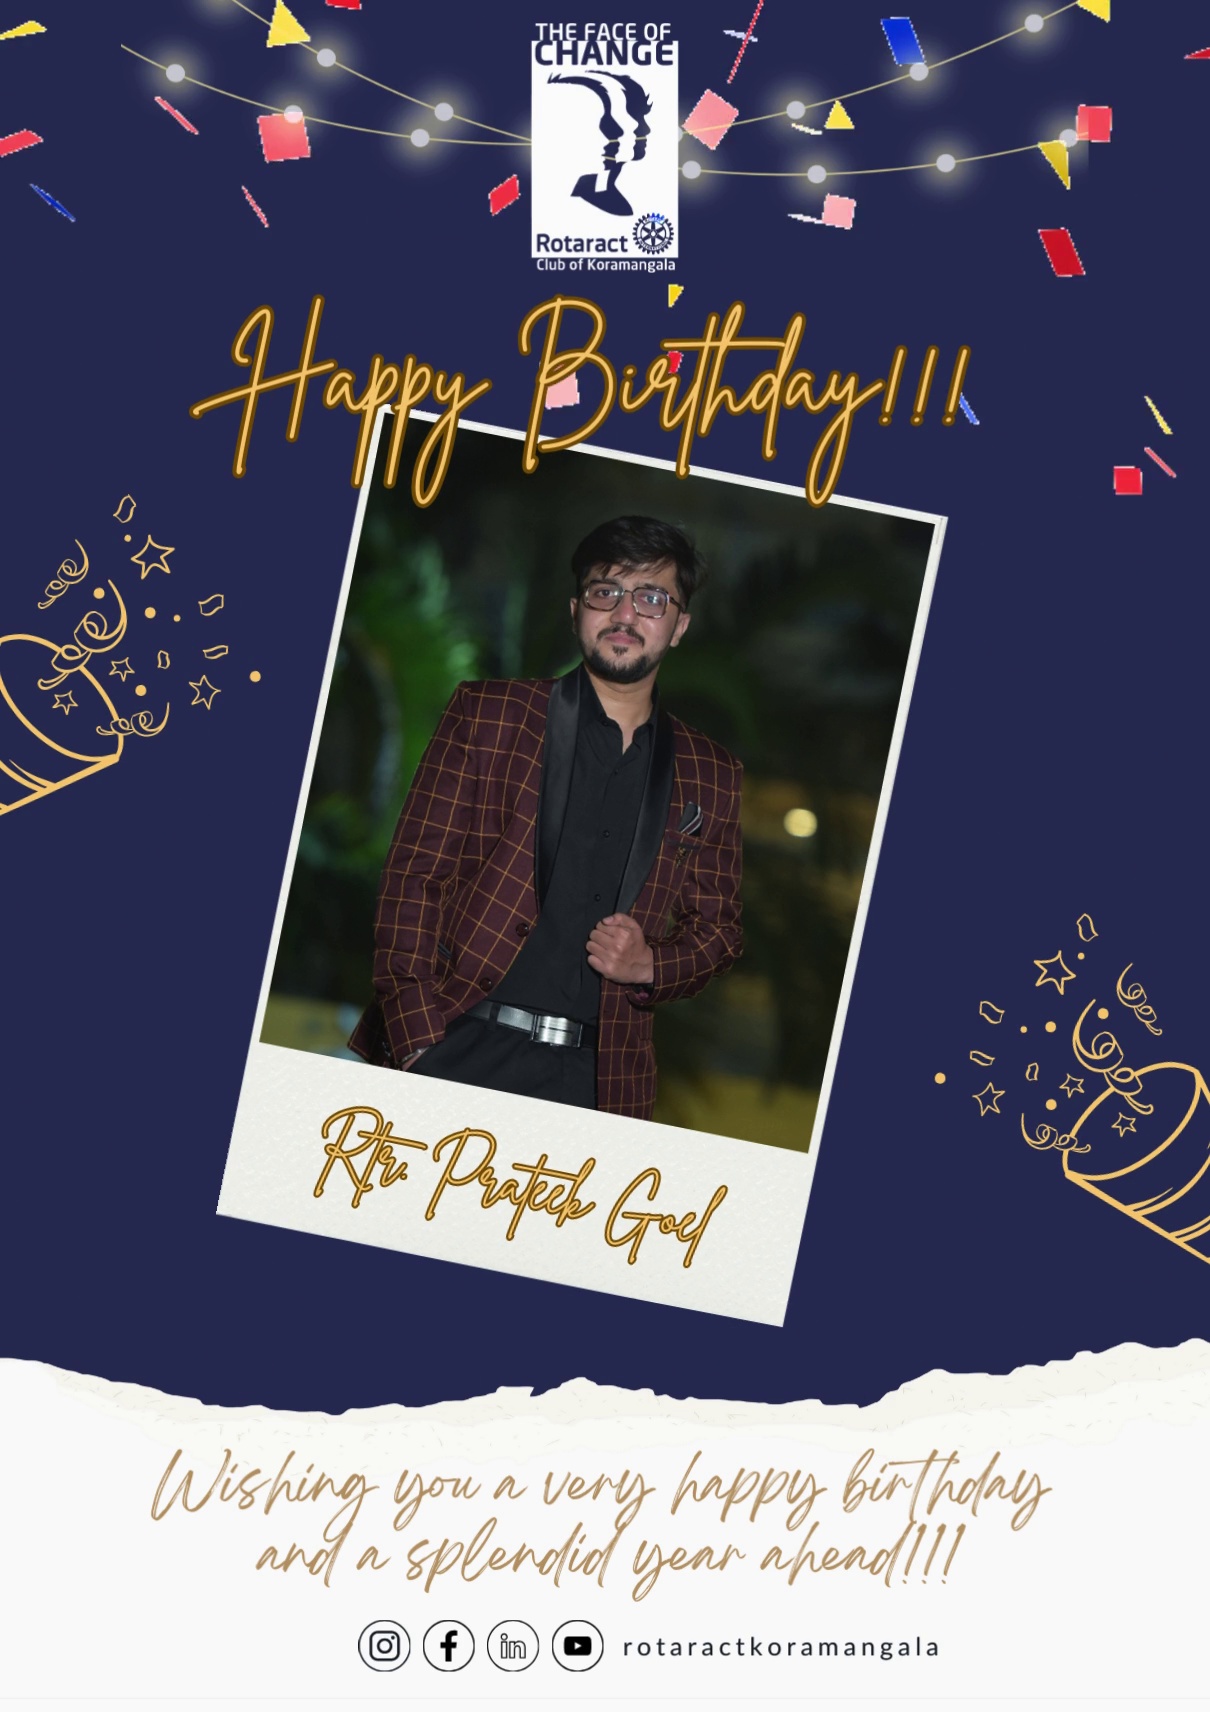 THE FACE OF
CHANGE
Rotaract
Club of Koramangala
Happy Birthday!!!
Rtr. Prateek Goel
Wishing you a very happy birthday
and a splendid year ahead!!!
in
rotaractkoramangala